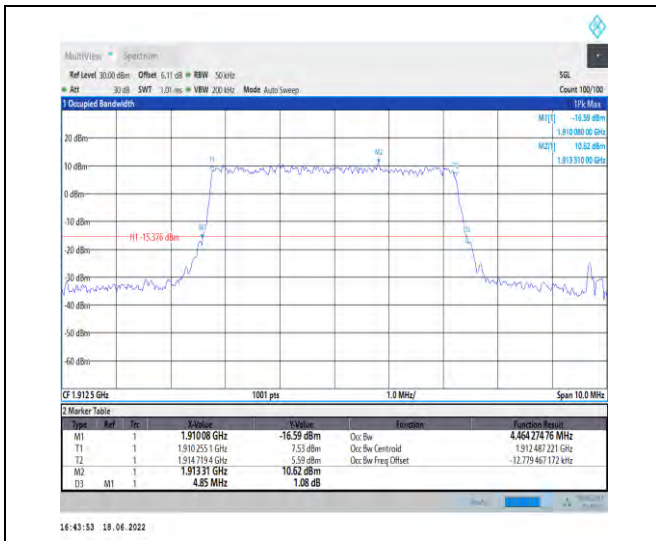 MultiView Spectrum
Ref Level 30.00 dBm Offset 6.11 dB RBW 50 kHz SGL
Att 30 dB SWT 1.01 ms VBW 200 kHz Mode Auto Sweep Count 100/100
1 Occupied Bandwidth 1Pk Max
M1[1] -16.59 dBm
1.910 080 00 GHz
M2[1] 10.62 dBm
1.913 310 00 GHz
20 dBm
M2
T1
10 dBm
0 dBm
-10 dBm
M1
H1 -15.376 dBm
-20 dBm
-30 dBm
-40 dBm
-50 dBm
-60 dBm
CF 1.912 5 GHz 1001 pts 1.0 MHz/ Span 10.0 MHz
2 Marker Table
Type Ref Trc X-Value Y-Value Function Function Result
M1 1 1.910 08 GHz -16.59 dBm Occ Bw 4.464 274 76 MHz
T1 1 1.910 255 1 GHz 7.53 dBm Occ Bw Centroid 1.912 487 221 GHz
T2 1 1.914 719 4 GHz 5.59 dBm Occ Bw Freq Offset -12.779 467 172 kHz
M2 1 1.913 31 GHz 10.62 dBm
D3 M1 1 4.85 MHz 1.08 dB
16:43:53 18.06.2022